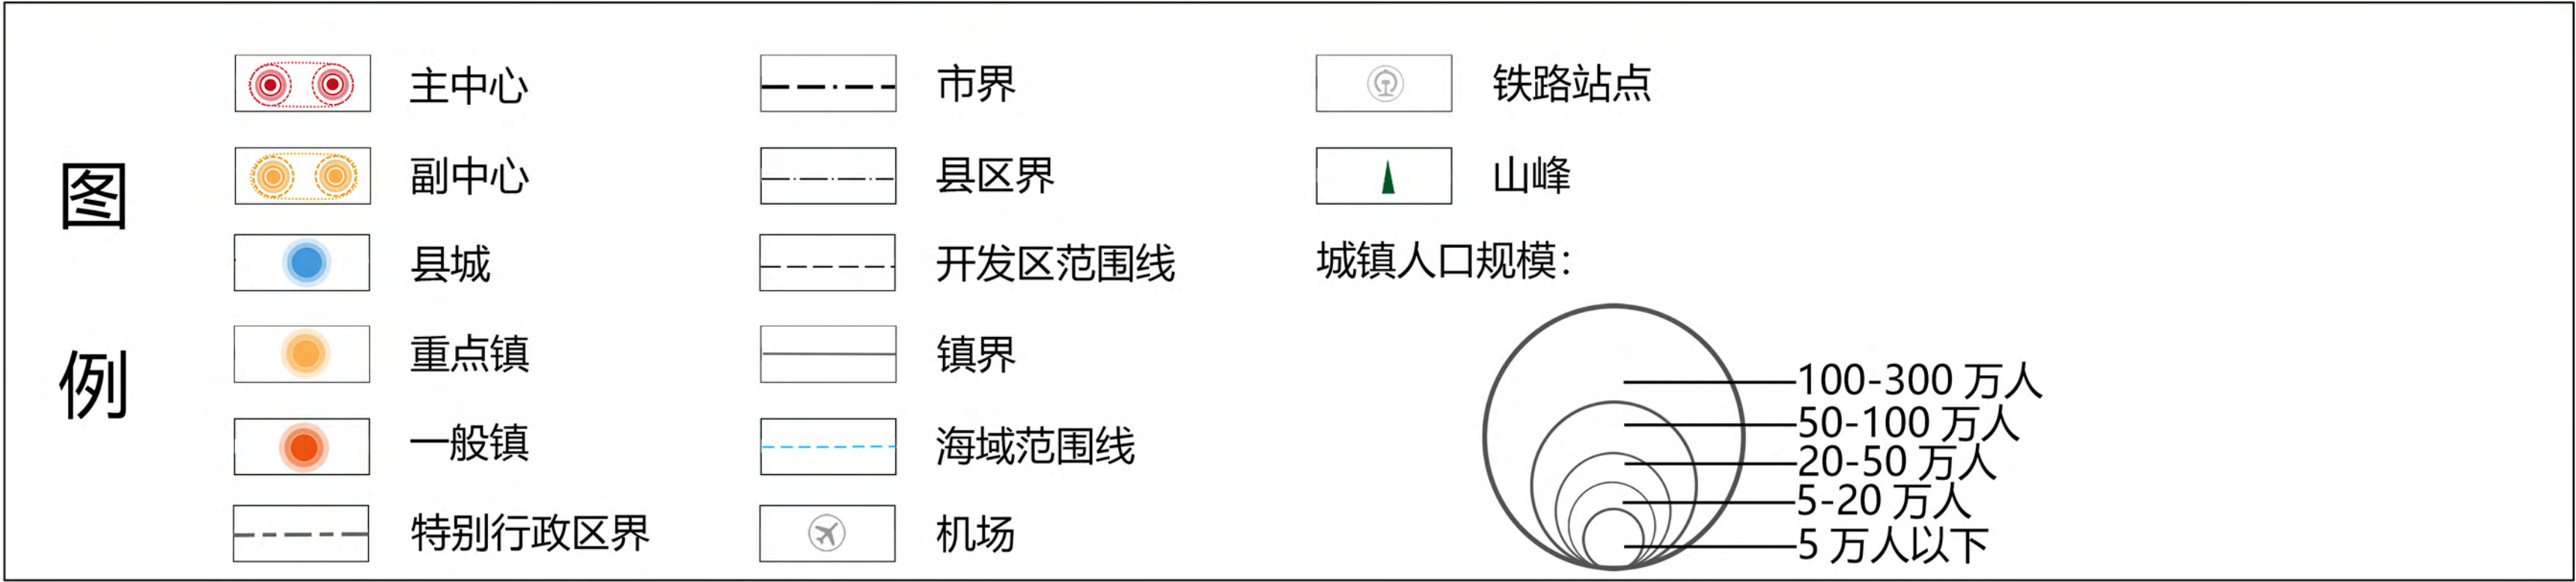 图例
主中心
副中心
县城
重点镇
一般镇
特别行政区界
市界
县区界
开发区范围线
镇界
海域范围线
机场
铁路站点
山峰
城镇人口规模：
100-300 万人
50-100 万人
20-50 万人
5-20 万人
5 万人以下